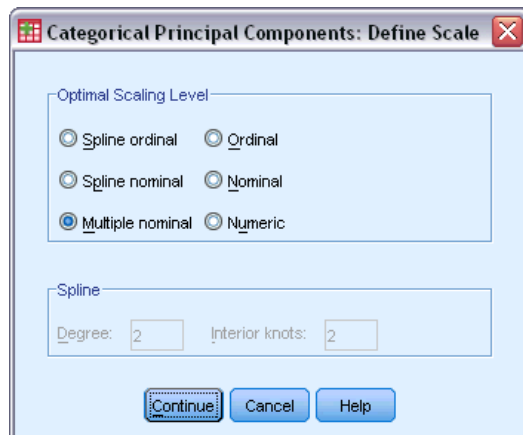 Categorical Principal Components: Define Scale
Optimal Scaling Level
Spline ordinal Ordinal
Spline nominal Nominal
Multiple nominal Numeric
Spline
Degree: 2 Interior knots: 2
Continue Cancel Help